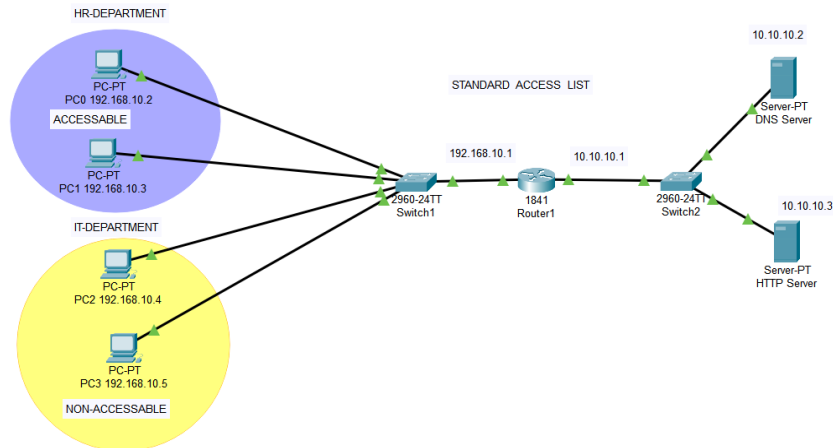 HR-DEPARTMENT
PC-PT
PC0 192.168.10.2
ACCESSABLE
PC-PT
PC1 192.168.10.3
IT-DEPARTMENT
PC-PT
PC2 192.168.10.4
PC-PT
PC3 192.168.10.5
NON-ACCESSABLE
STANDARD ACCESS LIST
2960-24TT
Switch1
192.168.10.1
1841
Router1
10.10.10.1
2960-24TT
Switch2
10.10.10.2
Server-PT
DNS Server
10.10.10.3
Server-PT
HTTP Server